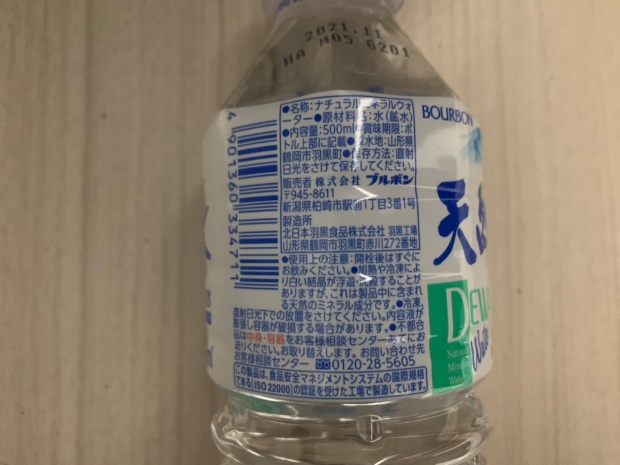 2021.11
HA M05 0201
●名称:ナチュラルミネラルウォ
ーター●原材料名:水(鉱水)
●内容量:500ml●賞味期限:ボ
トル上部に記載●採水地:山形県
鶴岡市羽黒町●保存方法:直射
日光をさけて保存してください。
販売者 株式会社 ブルボン
〒945-8611
新潟県柏崎市駅前1丁目3番1号
製造所
北日本羽黒食品株式会社 羽黒工場
山形県鶴岡市羽黒町赤川272番地
●使用上の注意:開栓後はすぐに
お飲みください。●加熱や冷凍によ
り白い結晶が浮遊・沈殿することが
ありますが、これは製品中に含まれ
る天然のミネラル成分です。●冷凍、
直射日光下での放置をさけてください。内容液が
膨張し容器が破損する場合があります。●不都合
品は中身・容器をお客様相談センターあてにお
送りください。お取り替えします。お問い合わせ先
お客様相談センター 0120-28-5605
この製品は、食品安全マネジメントシステムの国際規格
である(ISO 22000)の認証を受けた工場で製造しています。
4 901360 334711
BOURBON
天
DEWA
Natural
Mineral
Water